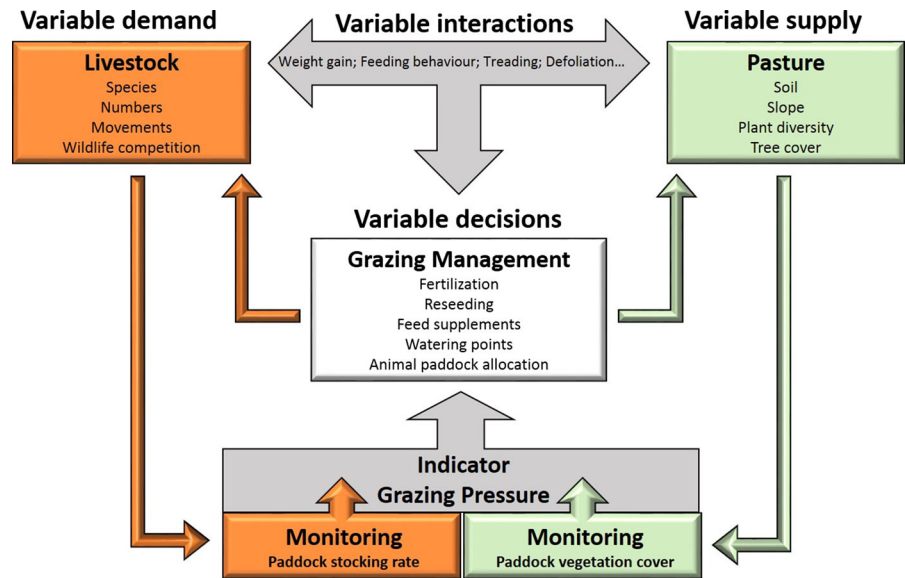 Variable demand
Variable interactions
Variable supply
Livestock
Species
Numbers
Movements
Wildlife competition
Weight gain; Feeding behaviour; Treading; Defoliation...
Pasture
Soil
Slope
Plant diversity
Tree cover
Variable decisions
Grazing Management
Fertilization
Reseeding
Feed supplements
Watering points
Animal paddock allocation
Indicator
Grazing Pressure
Monitoring
Paddock stocking rate
Monitoring
Paddock vegetation cover